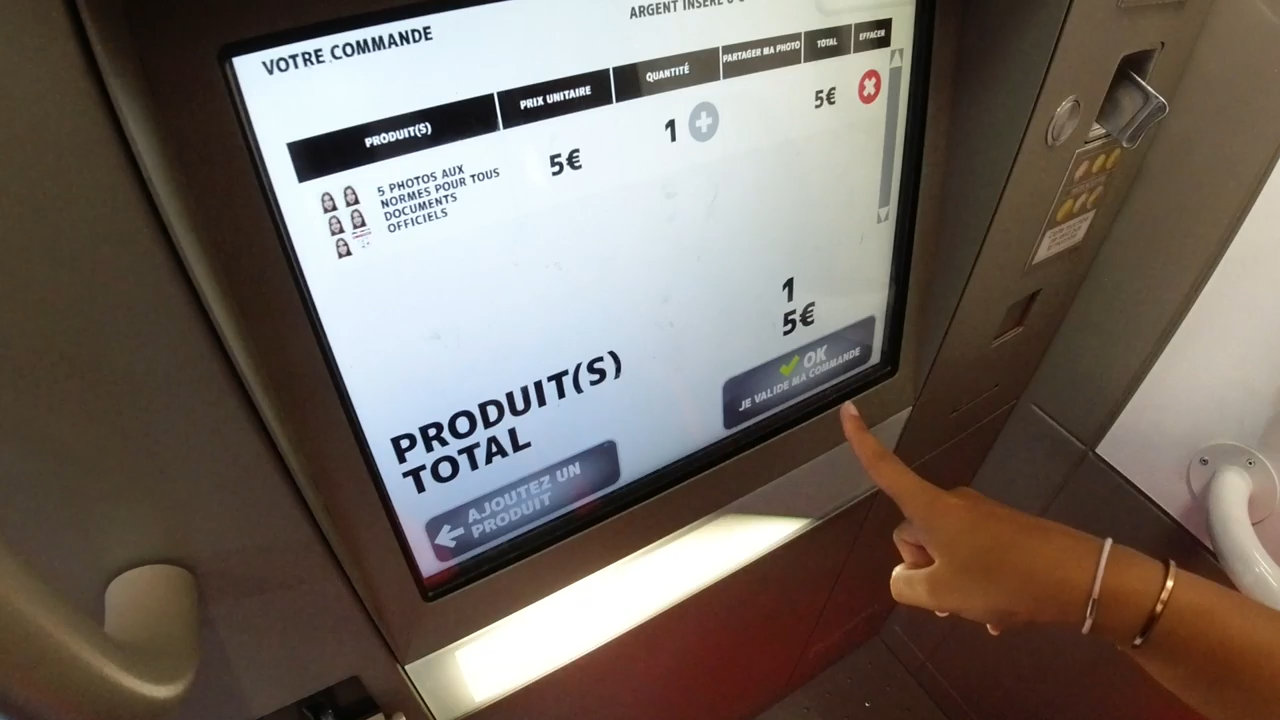 VOTRE COMMANDE
ARGENT INSÉRÉ 0 €
PRODUIT(S)
PRIX UNITAIRE
QUANTITÉ
PARTAGER MA PHOTO
TOTAL
EFFACER
5 PHOTOS AUX
NORMES POUR TOUS
DOCUMENTS
OFFICIELS
5€
1
5€
PRODUIT(S)
1
TOTAL
5€
AJOUTEZ UN
PRODUIT
OK
JE VALIDE MA COMMANDE